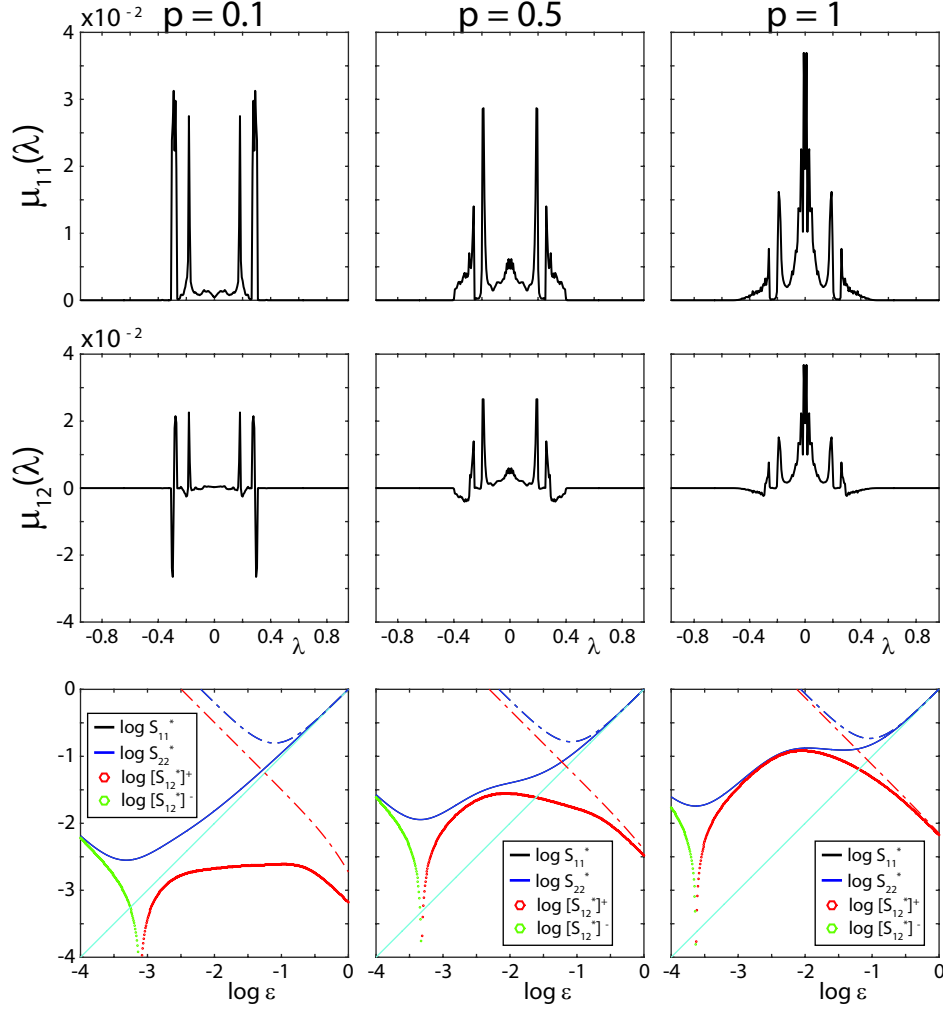 x10 -2 p = 0.1 p = 0.5 p = 1
4
3
2
1
0
μ11(λ)
x10 -2
4
2
0
-2
-4
μ12(λ)
-0.8 -0.4 0 0.4 0.8 -0.8 -0.4 0 0.4 0.8 -0.8 -0.4 0 0.4 0.8
λ λ λ
0
-1
-2
-3
-4
log S11*
log S22*
log [S12*]+
log [S12*]-
log S11*
log S22*
log [S12*]+
log [S12*]-
log S11*
log S22*
log [S12*]+
log [S12*]-
-4 -3 -2 -1 0 -4 -3 -2 -1 0 -4 -3 -2 -1 0
log ε log ε log ε